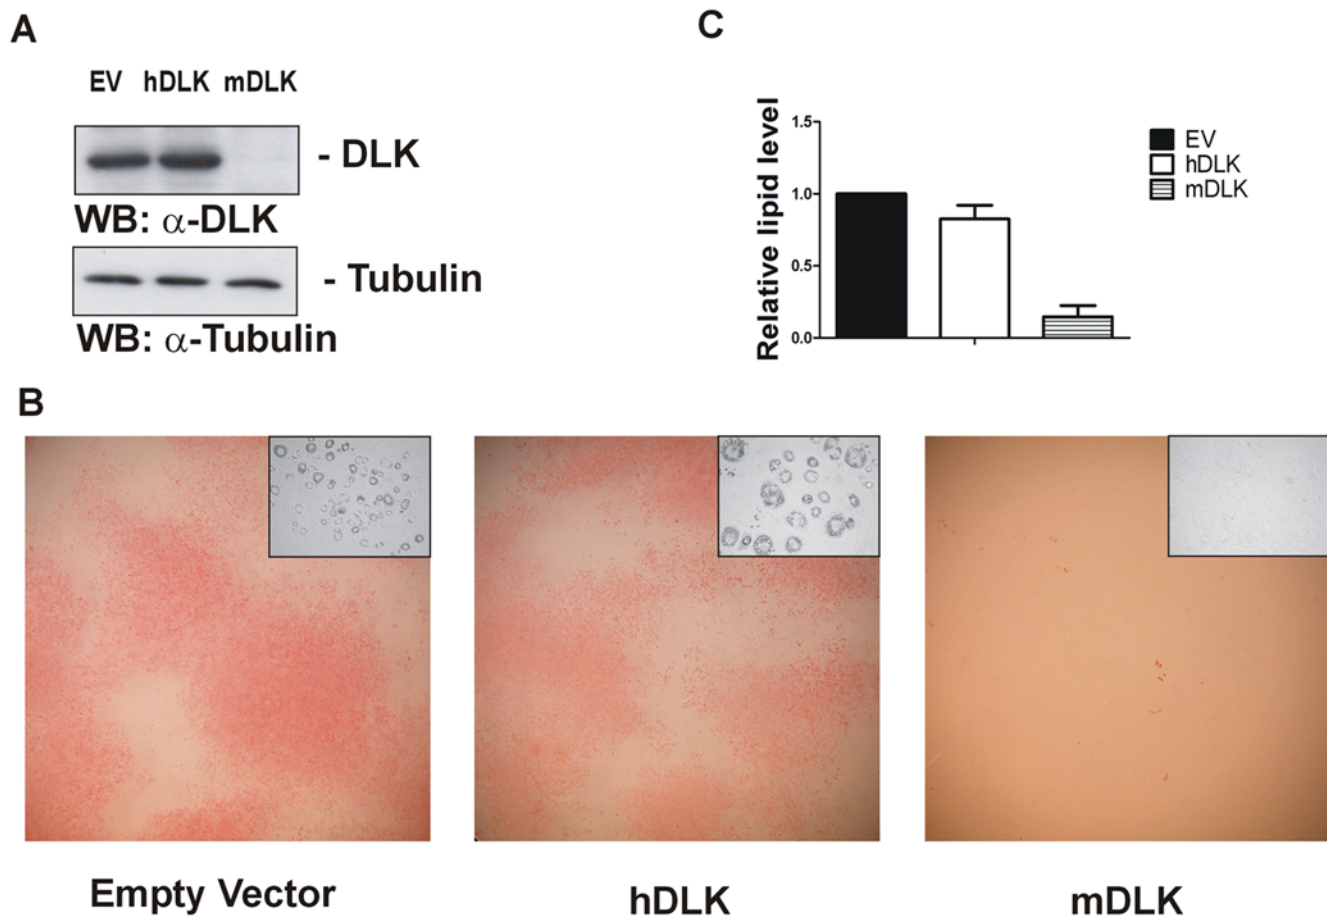 A
EV hDLK mDLK
- DLK
WB: α-DLK
- Tubulin
WB: α-Tubulin
C
Relative lipid level
1.5
1.0
0.5
0.0
EV
hDLK
mDLK
B
Empty Vector
hDLK
mDLK